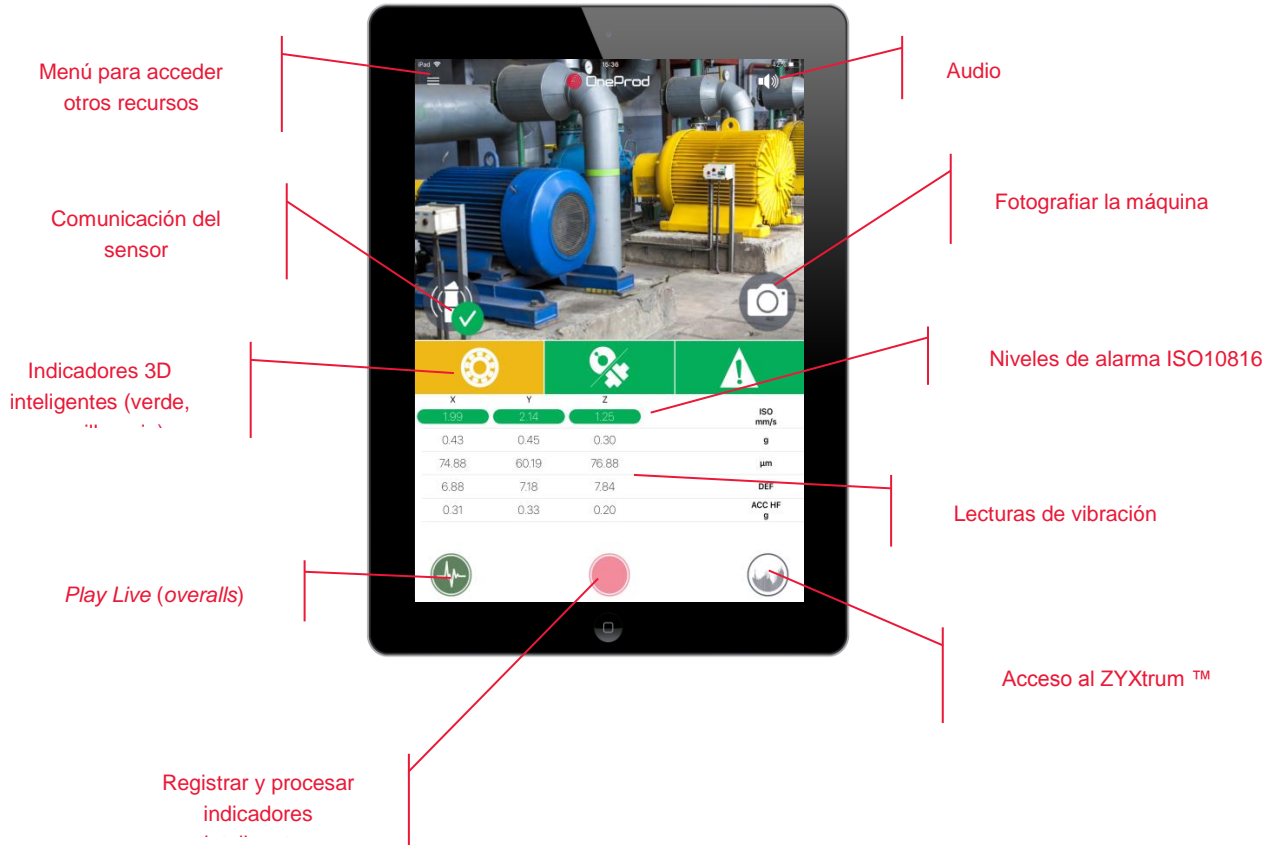 Menú para acceder
otros recursos
Audio
iPad
15:36
OneProd
Comunicación del
sensor
Fotografiar la máquina
Indicadores 3D
inteligentes (verde,
Niveles de alarma ISO10816
X Y Z
1.99 2.14 1.25 ISO
mm/s
0.43 0.45 0.30 g
74.88 60.19 76.88 µm
6.88 7.18 7.84 DEF
0.31 0.33 0.20 ACC HF
g
Lecturas de vibración
Play Live (overalls)
Acceso al ZYXtrum ™
Registrar y procesar
indicadores